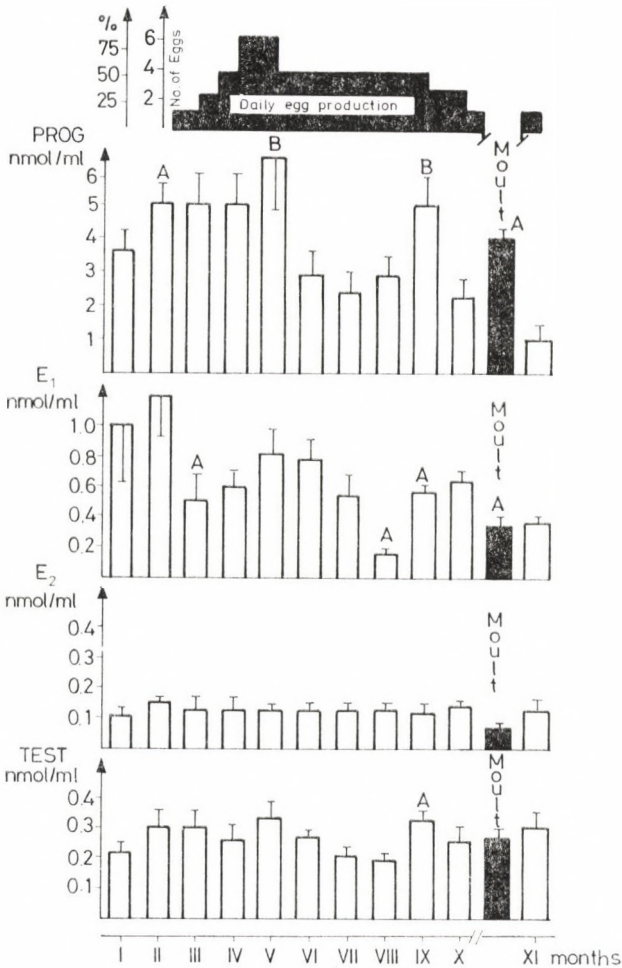 %
75
50
25
6
4
2
No. of Eggs
Daily egg production
PROG
nmol/ml
6
5
4
3
2
1
A
B
B
Moult
A
E1
nmol/ml
1.0
0.8
0.6
0.4
0.2
A
A
A
Moult
A
E2
nmol/ml
0.4
0.3
0.2
0.1
Moult
TEST
nmol/ml
0.4
0.3
0.2
0.1
A
Moult
I II III IV V VI VII VIII IX X XI months